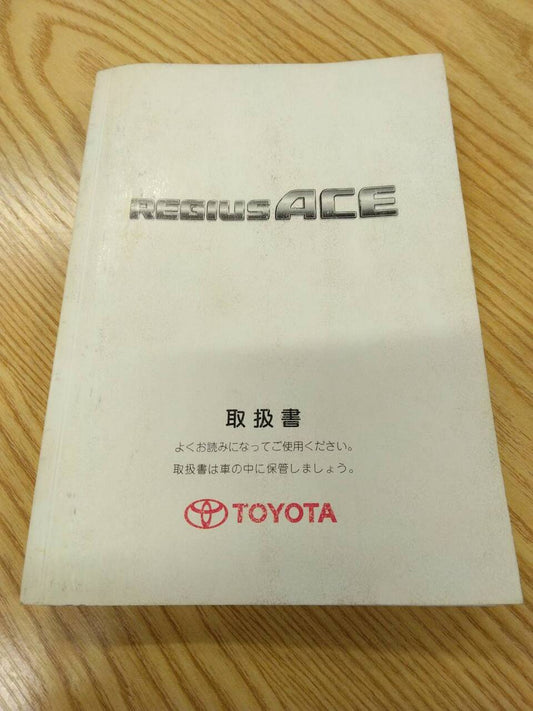 REGIUS ACE
取扱書
よくお読みになってご使用ください。
取扱書は車の中に保管しましょう。
TOYOTA